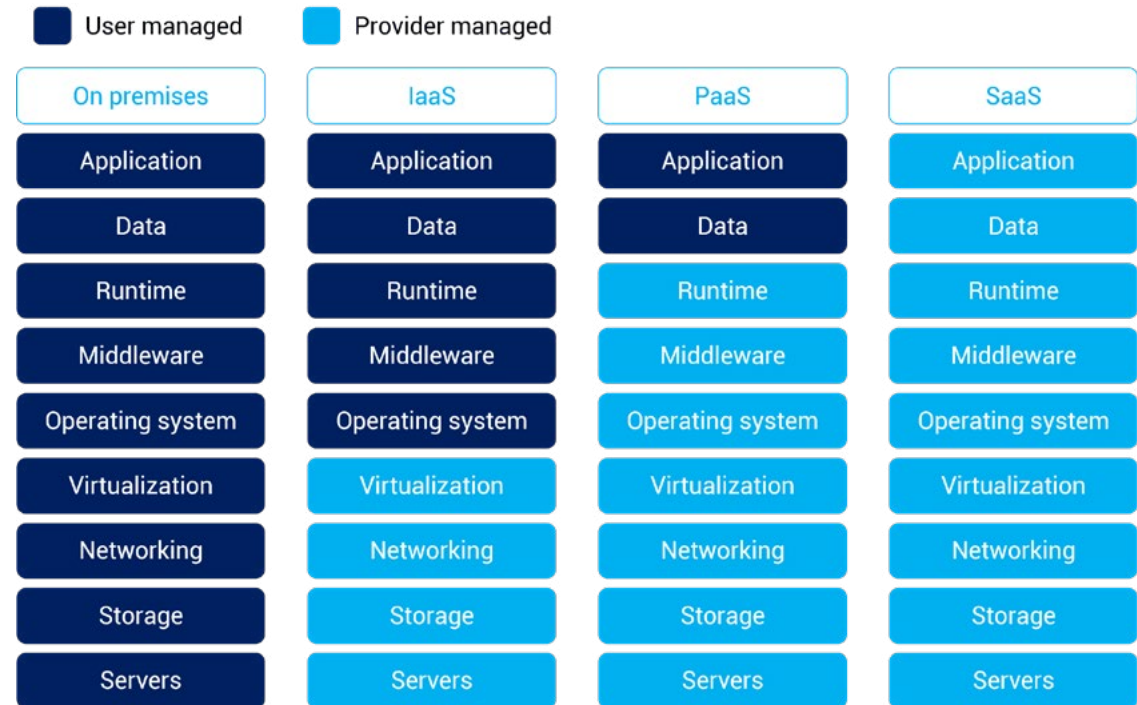 User managed
Provider managed
On premises
IaaS
PaaS
SaaS
Application
Application
Application
Application
Data
Data
Data
Data
Runtime
Runtime
Runtime
Runtime
Middleware
Middleware
Middleware
Middleware
Operating system
Operating system
Operating system
Operating system
Virtualization
Virtualization
Virtualization
Virtualization
Networking
Networking
Networking
Networking
Storage
Storage
Storage
Storage
Servers
Servers
Servers
Servers